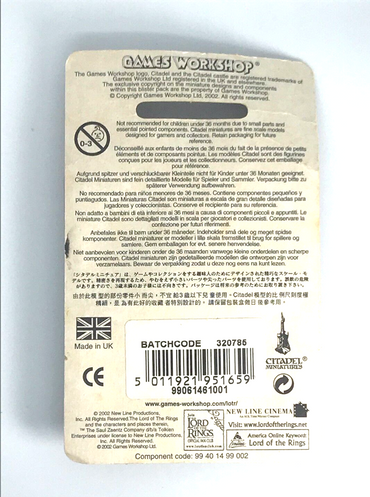 GAMES WORKSHOP®
The Games Workshop logo, Citadel and the Citadel castle are registered trademarks of
Games Workshop Ltd registered in the UK and elsewhere.
The exclusive copyright on the miniature designs and components
within this blister pack are the property of Games Workshop.
© Copyright Games Workshop Ltd, 2002. All rights reserved.
0-3
Not recommended for children under 36 months due to small parts and
essential pointed components. Citadel miniatures are fine scale models
designed for gamers and collectors. Retain packaging for future
reference.
Déconseillé aux enfants de moins de 36 mois du fait de la présence de petits
éléments et de composants pointus. Les modèles Citadel sont des figurines
conçues pour les joueurs et les collectionneurs. Conservez cet emballage
pour référence.
Aufgrund spitzer und verschluckbarer Kleinteile nicht für Kinder unter 36 Monaten geeignet.
Citadel Miniaturen sind fein detaillierte Modelle für Spieler und Sammler. Verpackung bitte zu
späterer Verwendung aufbewahren.
No recomendado para niños menores de 36 meses. Contiene componentes pequeños y
puntiagudos. Las Miniaturas Citadel son miniaturas a escala de gran detalle diseñadas para
jugadores y coleccionistas. Conserve el recipiente para su referencia.
Non adatto a bambini di età inferiore ai 36 mesi a causa di componenti piccoli e appuntiti. Le
miniature Citadel sono dettagliati modelli in scala per giocatori e collezionisti. Conservare la
confezione per futuri riferimenti.
Anbefales ikke til børn under 36 måneder. Indeholder små dele og meget spidse
komponenter. Citadel miniaturer er modeller i lille skala fremstillet til brug for spillere og
samlere. Gem emballagen for evt. senere henvendelse.
Niet aanbevolen voor kinderen onder de 36 maanden vanwege kleine onderdelen en scherpe
componenten. Citadel miniaturen zijn gedetailleerde modellen die ontworpen zijn voor
verzamelaars. Bewaar de verpakking zodat u deze nog eens na kunt lezen.
Made in UK
BATCHCODE 320785
CITADEL
MINIATURES
CE
5 011921 951659
99061461001
www.games-workshop.com/lotr/
© 2002 New Line Productions,
Inc. All Rights Reserved. The Lord of The Rings
and the characters and places therein,
™ The Saul Zaentz Company d/b/a Tolkien
Enterprises under license to New Line Productions,
Inc. All Rights Reserved.
THE
LORD
OF THE
RINGS
NEW LINE CINEMA
Visit: www.lordoftherings.net
America Online Keyword:
Lord of the Rings
Component code: 99 40 14 99 002